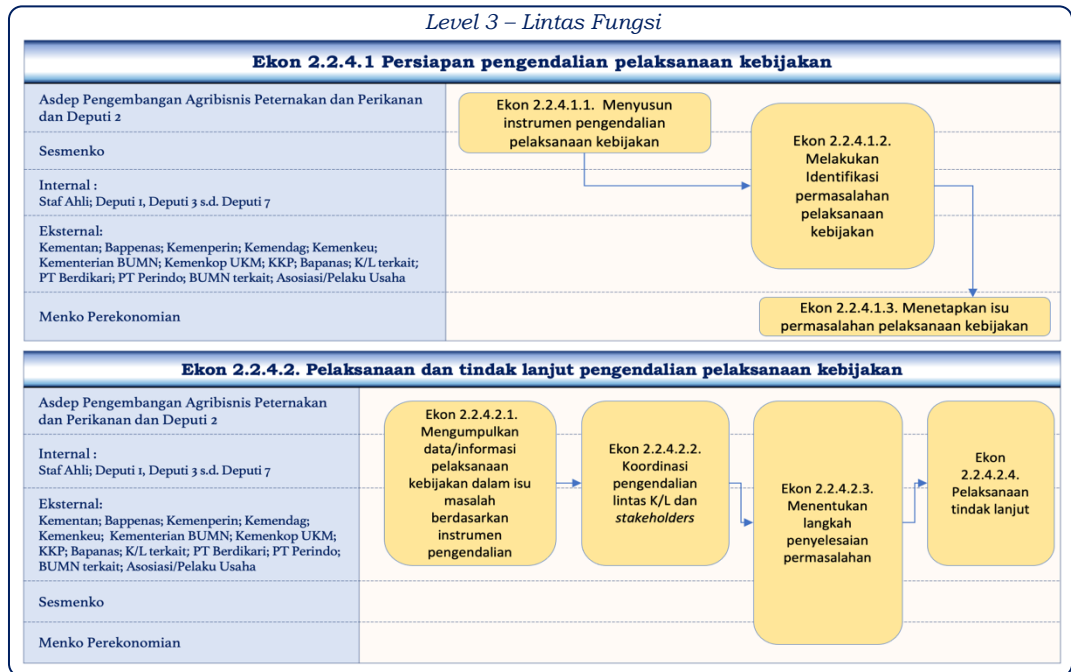 Level 3 – Lintas Fungsi
Ekon 2.2.4.1 Persiapan pengendalian pelaksanaan kebijakan
Asdep Pengembangan Agribisnis Peternakan dan Perikanan
dan Deputi 2
Sesmenko
Internal :
Staf Ahli; Deputi 1, Deputi 3 s.d. Deputi 7
Eksternal:
Kementan; Bappenas; Kemenperin; Kemendag; Kemenkeu;
Kementerian BUMN; Kemenkop UKM; KKP; Bapanas; K/L terkait;
PT Berdikari; PT Perindo; BUMN terkait; Asosiasi/Pelaku Usaha
Menko Perekonomian
Ekon 2.2.4.1.1. Menyusun
instrumen pengendalian
pelaksanaan kebijakan
Ekon 2.2.4.1.2.
Melakukan
Identifikasi
permasalahan
pelaksanaan
kebijakan
Ekon 2.2.4.1.3. Menetapkan isu
permasalahan pelaksanaan kebijakan
Ekon 2.2.4.2. Pelaksanaan dan tindak lanjut pengendalian pelaksanaan kebijakan
Asdep Pengembangan Agribisnis Peternakan
dan Perikanan dan Deputi 2
Internal :
Staf Ahli; Deputi 1, Deputi 3 s.d. Deputi 7
Eksternal:
Kementan; Bappenas; Kemenperin; Kemendag;
Kemenkeu; Kementerian BUMN; Kemenkop UKM;
KKP; Bapanas; K/L terkait; PT Berdikari; PT Perindo;
BUMN terkait; Asosiasi/Pelaku Usaha
Sesmenko
Menko Perekonomian
Ekon 2.2.4.2.1.
Mengumpulkan
data/informasi
pelaksanaan
kebijakan dalam isu
masalah
berdasarkan
instrumen
pengendalian
Ekon 2.2.4.2.2.
Koordinasi
pengendalian
lintas K/L dan
stakeholders
Ekon 2.2.4.2.3.
Menentukan
langkah
penyelesaian
permasalahan
Ekon
2.2.4.2.4.
Pelaksanaan
tindak lanjut